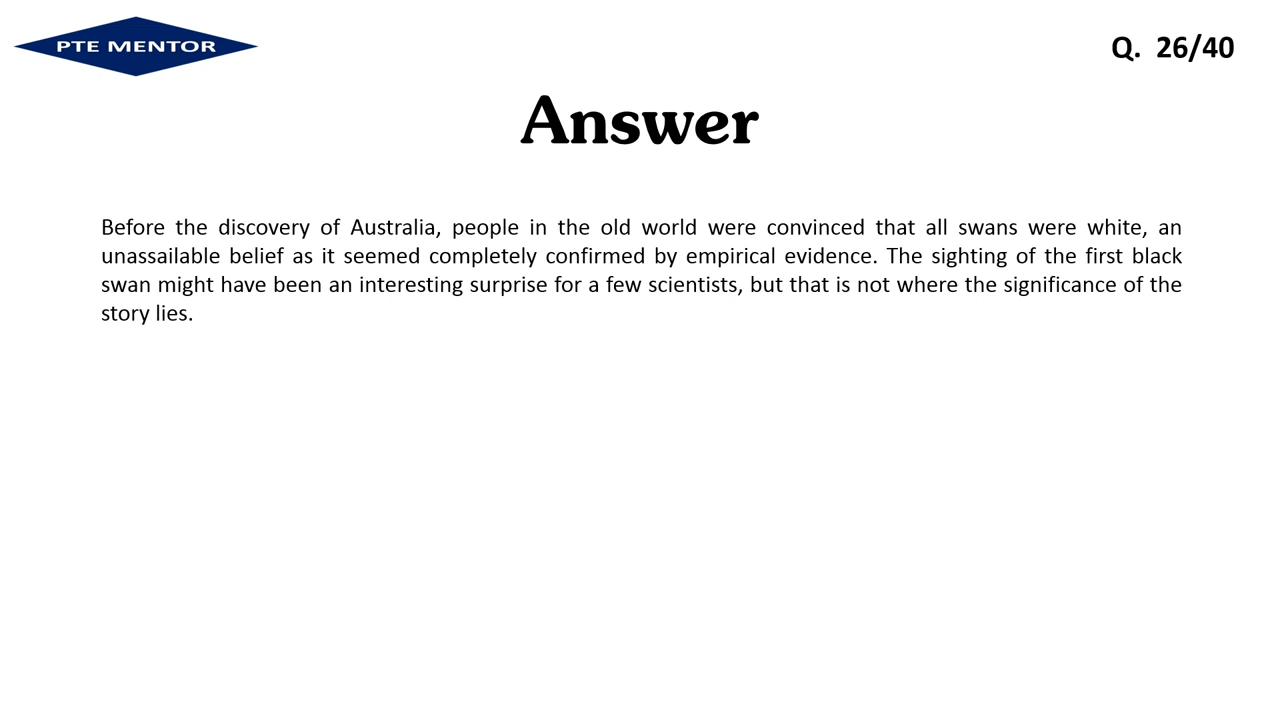 PTE MENTOR
Q. 26/40
Answer
Before the discovery of Australia, people in the old world were convinced that all swans were white, an
unassailable belief as it seemed completely confirmed by empirical evidence. The sighting of the first black
swan might have been an interesting surprise for a few scientists, but that is not where the significance of the
story lies.